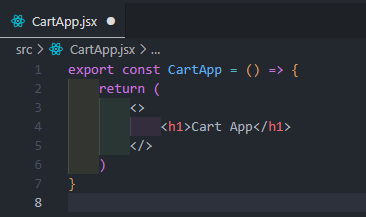 CartApp.jsx
src > CartApp.jsx > ...
1 export const CartApp = () => {
2     return (
3         <>
4             <h1>Cart App</h1>
5         </>
6     )
7 }
8